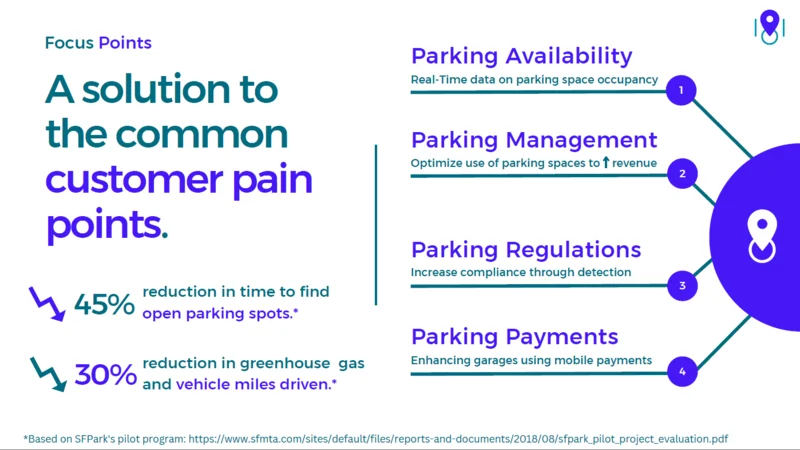 Focus Points
A solution to
the common
customer pain
points.
45%
reduction in time to find
open parking spots.*
30%
reduction in greenhouse gas
and vehicle miles driven.*
Parking Availability
Real-Time data on parking space occupancy
1
Parking Management
Optimize use of parking spaces to revenue
2
Parking Regulations
Increase compliance through detection
3
Parking Payments
Enhancing garages using mobile payments
4
*Based on SFPark's pilot program: https://www.sfmta.com/sites/default/files/reports-and-documents/2018/08/sfpark_pilot_project_evaluation.pdf